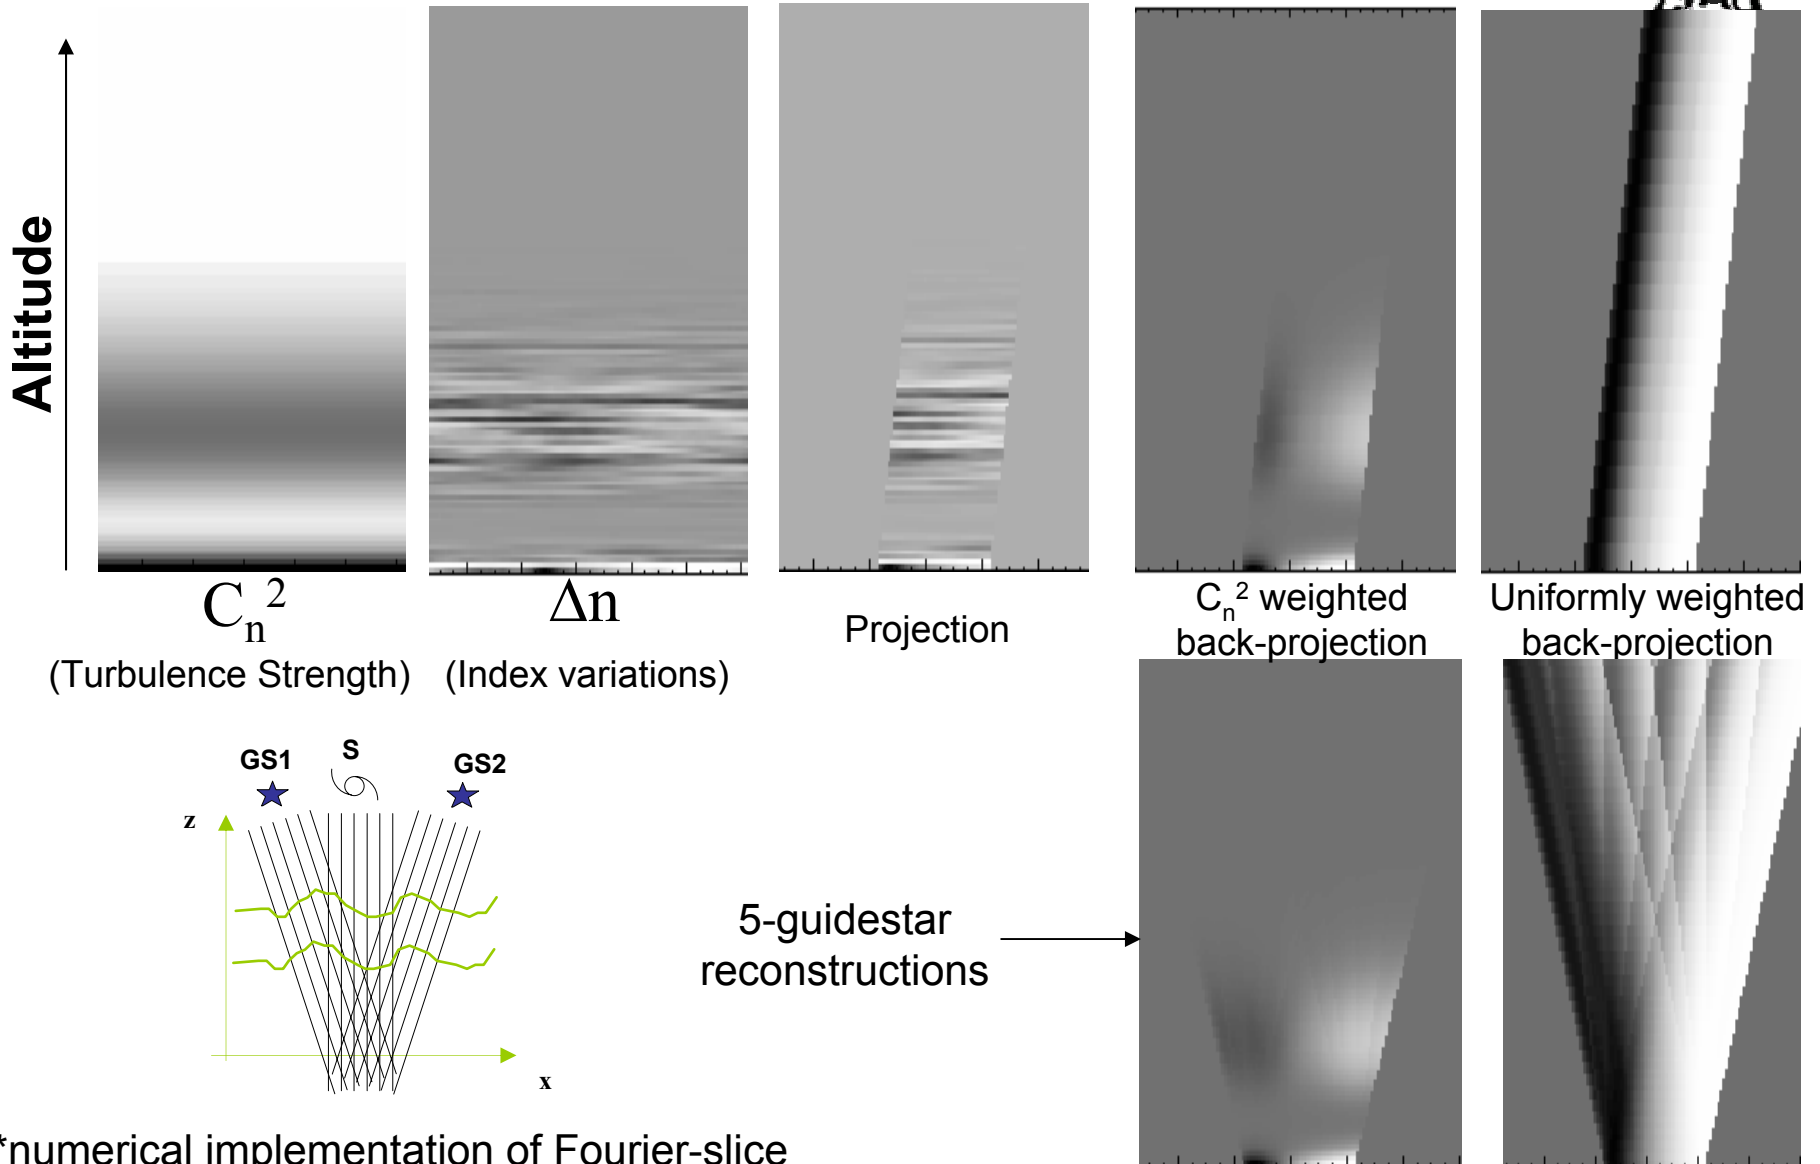 Altitude
Cn²
(Turbulence Strength)
Δn
(Index variations)
Projection
Cn² weighted
back-projection
Uniformly weighted
back-projection
GS1
S
GS2
z
x
5-guidestar
reconstructions
*numerical implementation of Fourier-slice